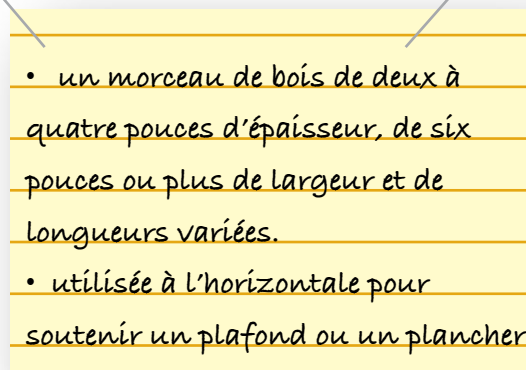 • un morceau de bois de deux à
quatre pouces d'épaisseur, de six
pouces ou plus de largeur et de
longueurs variées.
• utilisée à l'horizontale pour
soutenir un plafond ou un plancher